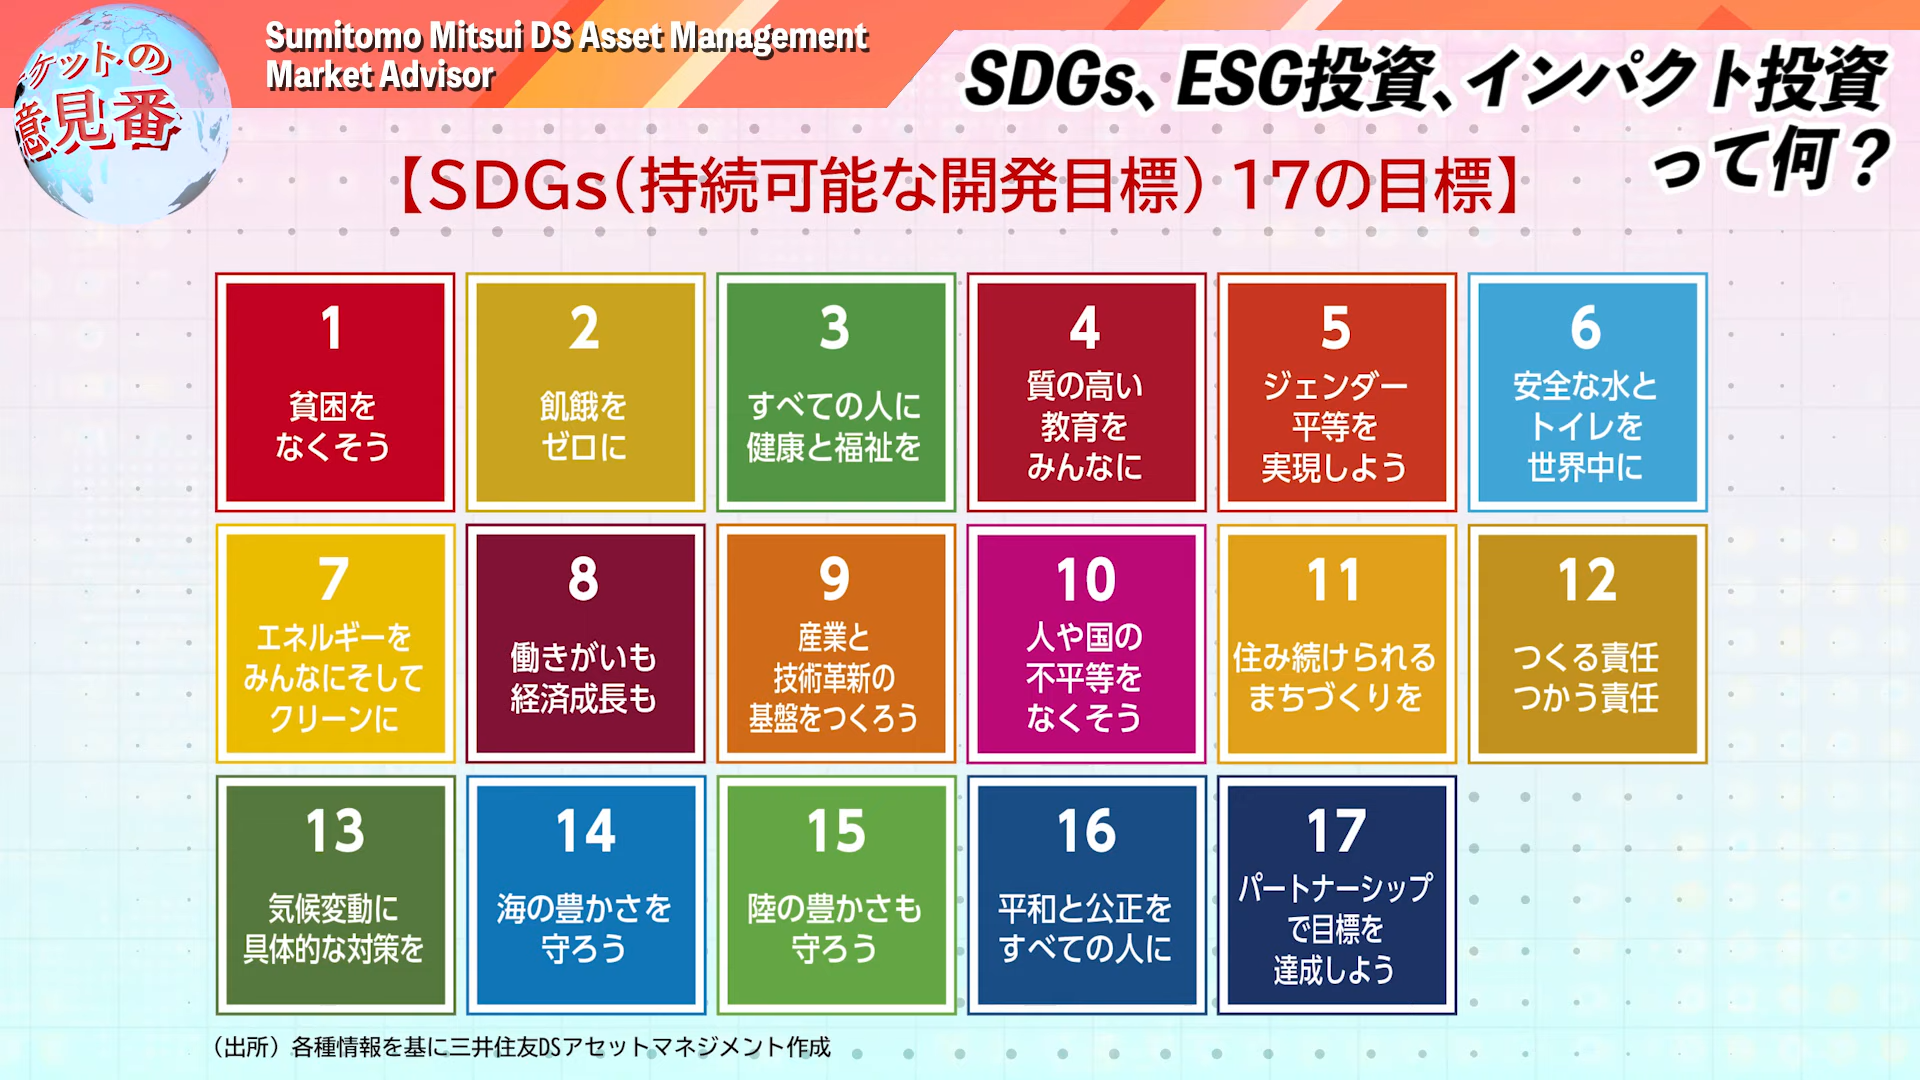 ケットの
意見番
Sumitomo Mitsui DS Asset Management
Market Advisor
SDGs、ESG投資、インパクト投資
って何？
【SDGs（持続可能な開発目標）17の目標】
1
貧困を
なくそう
2
飢餓を
ゼロに
3
すべての人に
健康と福祉を
4
質の高い
教育を
みんなに
5
ジェンダー
平等を
実現しよう
6
安全な水と
トイレを
世界中に
7
エネルギーを
みんなにそして
クリーンに
8
働きがいも
経済成長も
9
産業と
技術革新の
基盤をつくろう
10
人や国の
不平等を
なくそう
11
住み続けられる
まちづくりを
12
つくる責任
つかう責任
13
気候変動に
具体的な対策を
14
海の豊かさを
守ろう
15
陸の豊かさも
守ろう
16
平和と公正を
すべての人に
17
パートナーシップ
で目標を
達成しよう
（出所）各種情報を基に三井住友DSアセットマネジメント作成